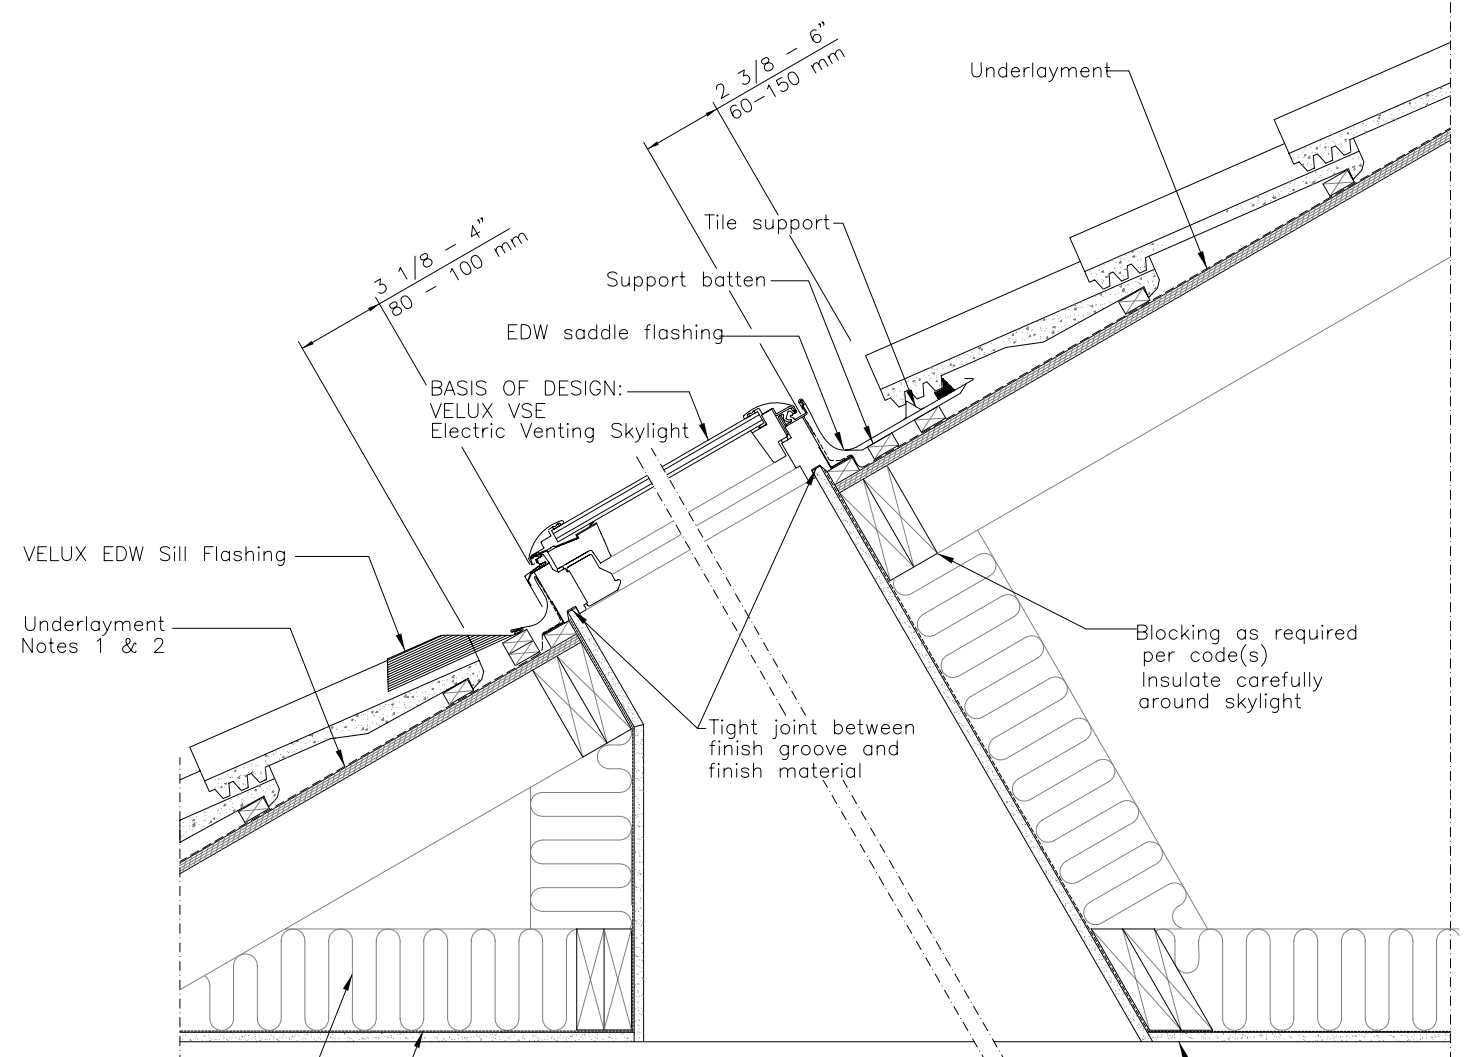 2 3/8 - 6"
60-150 mm
Underlayment
Tile support
3 1/8 - 4"
80 - 100 mm
Support batten
EDW saddle flashing
BASIS OF DESIGN:
VELUX VSE
Electric Venting Skylight
VELUX EDW Sill Flashing
Underlayment
Notes 1 & 2
Blocking as required
per code(s)
Insulate carefully
around skylight
Tight joint between
finish groove and
finish material